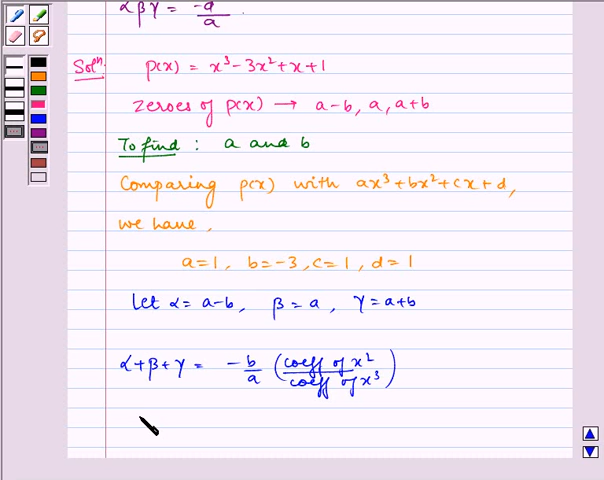 αβγ = -d/a
Solⁿ: p(x) = x³-3x²+x+1
zeroes of p(x) → a-b, a, a+b
To find : a and b
Comparing p(x) with ax³+bx²+cx+d,
we have,
a=1, b=-3, c=1, d=1
Let α= a-b, β=a, γ=a+b
α+β+γ = -b/a (coeff of x²/coeff of x³)